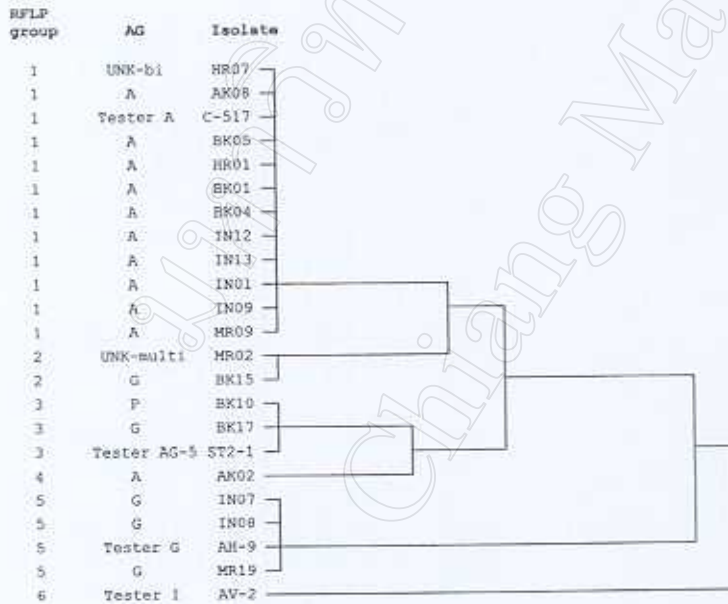 RFLP
group AG Isolate
1 UNK-bi HR07
1 A AK08
1 Tester A C-517
1 A BK05
1 A HR01
1 A BK01
1 A BK04
1 A IN12
1 A IN13
1 A IN01
1 A IN09
1 A MR09
2 UNK-multi MR02
2 G BK15
3 P BK10
3 G BK17
3 Tester AG-5 ST2-1
4 A AK02
5 G IN07
5 G IN08
5 Tester G AH-9
5 G MR19
6 Tester 1 AV-2
Chiang Ma